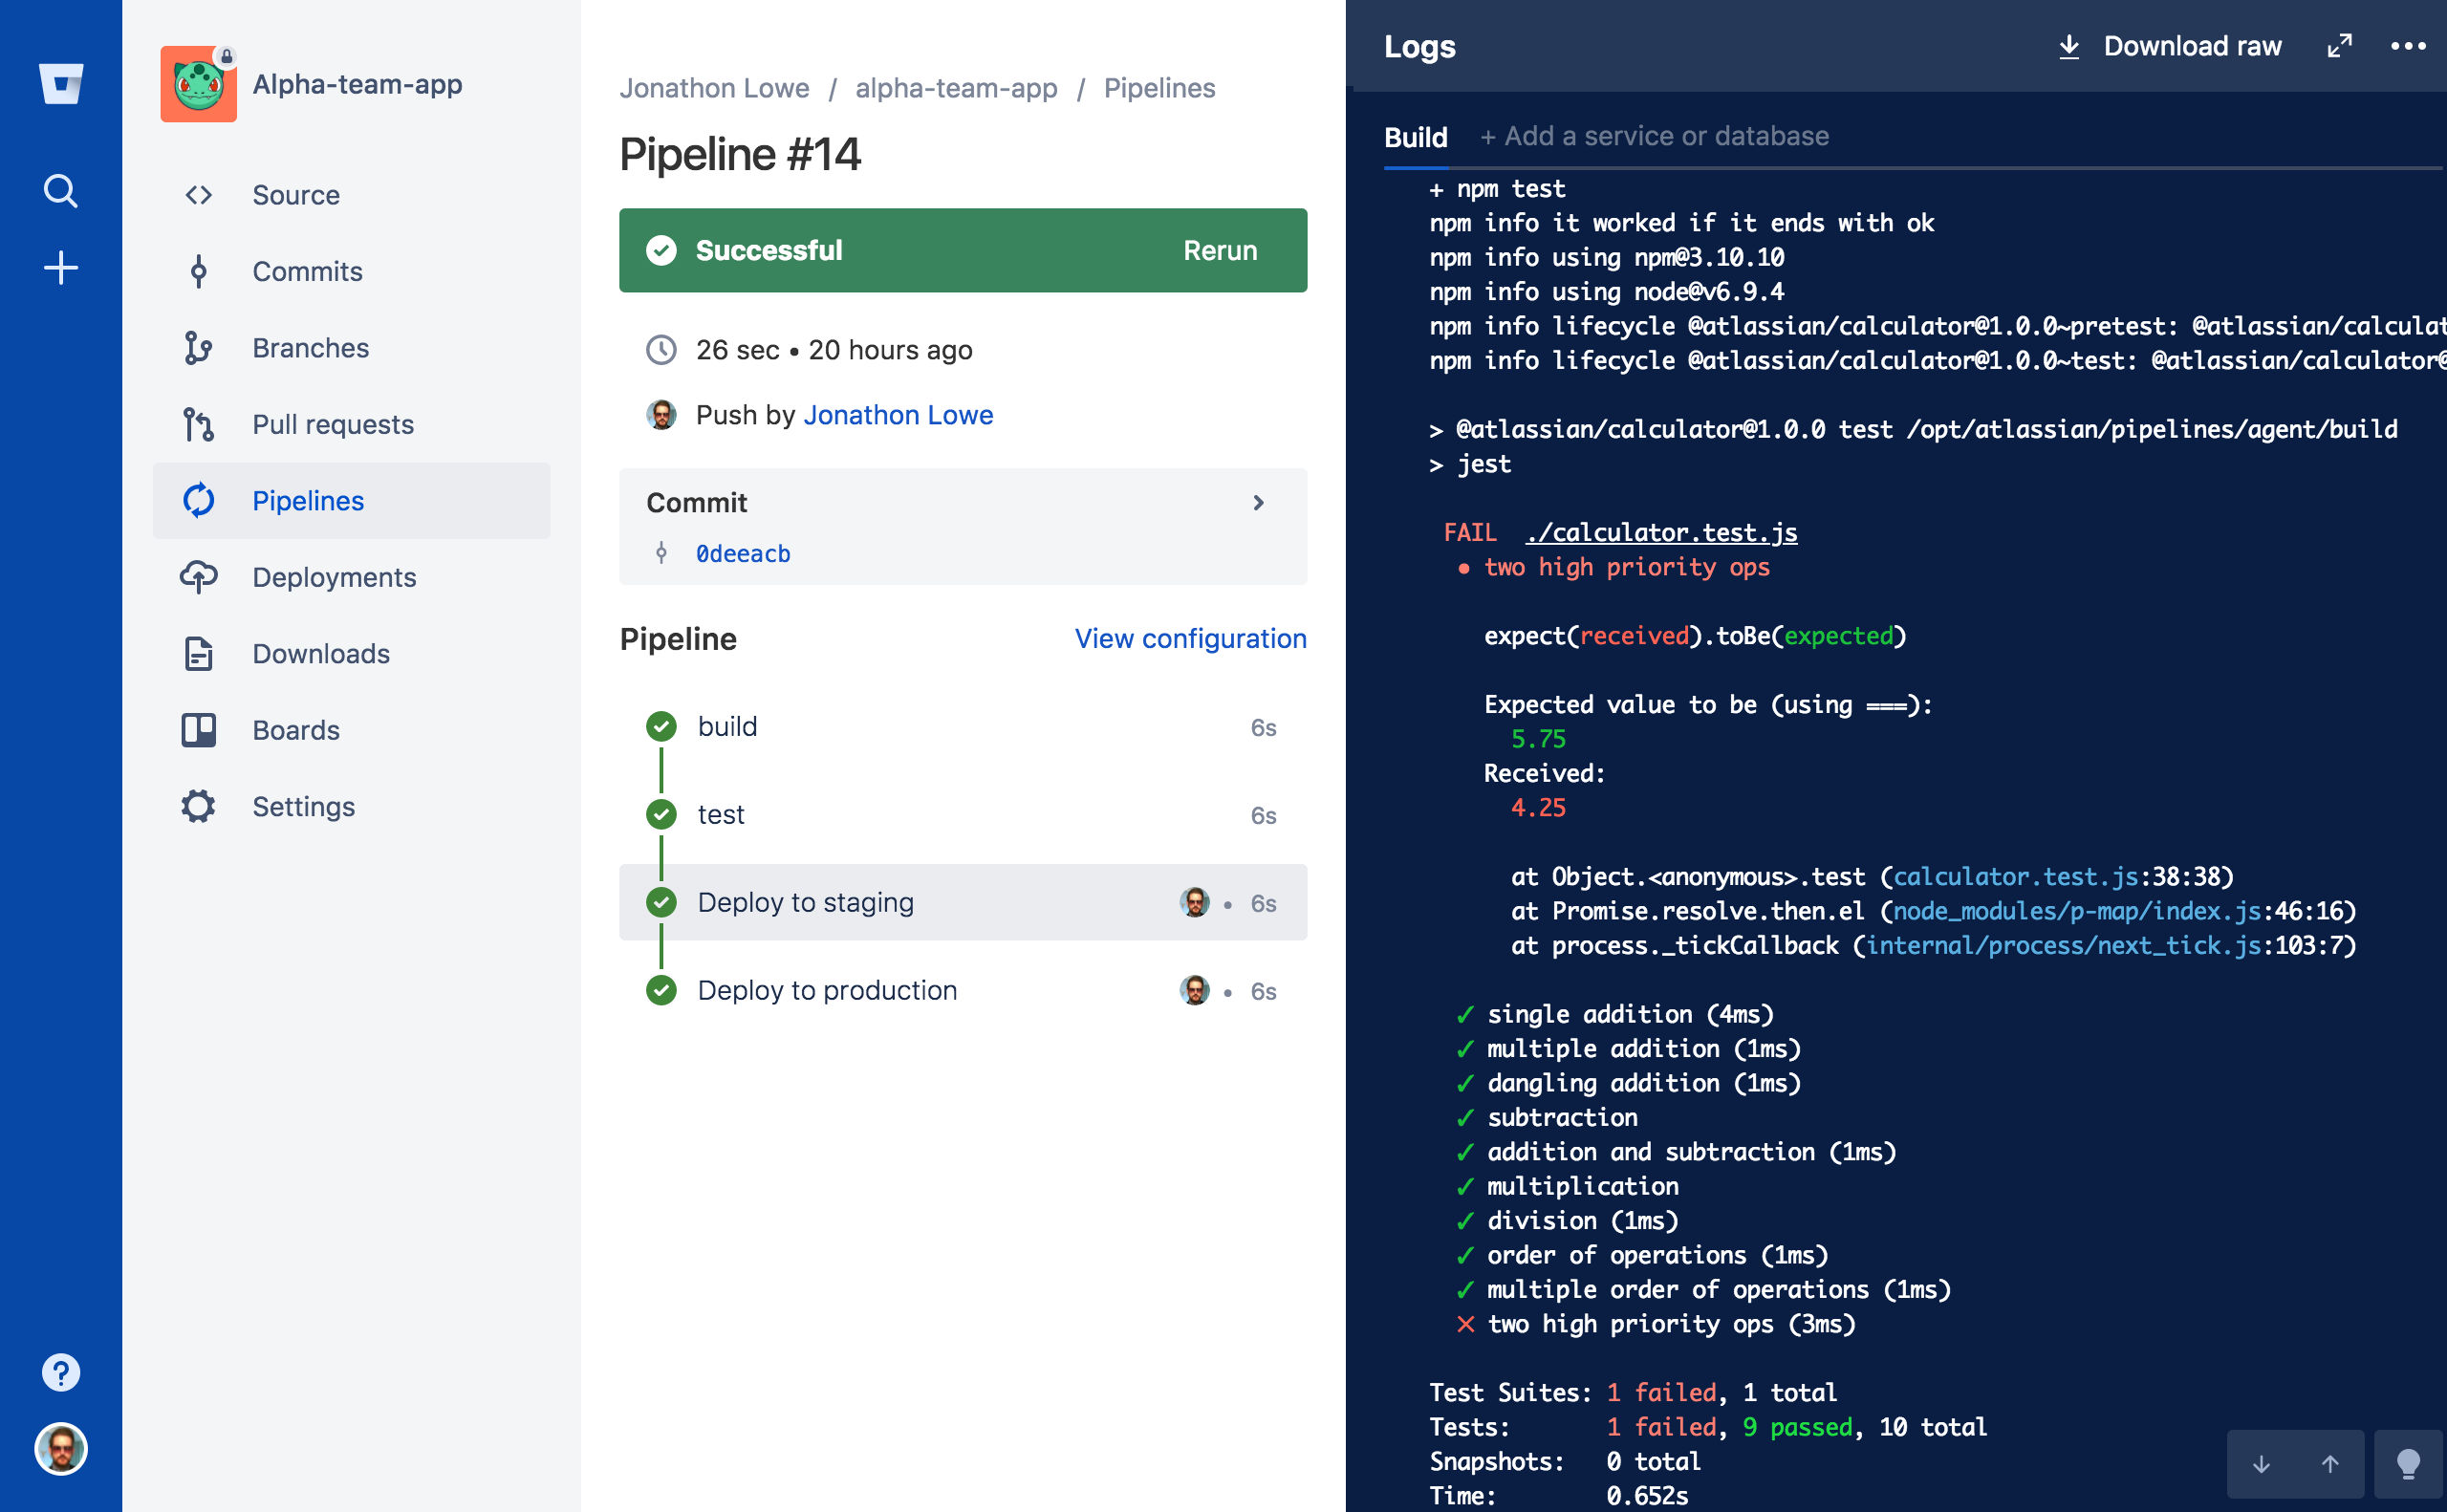 Alpha-team-app
Source
Commits
Branches
Pull requests
Pipelines
Deployments
Downloads
Boards
Settings
Jonathon Lowe / alpha-team-app / Pipelines
Pipeline #14
Successful Rerun
26 sec • 20 hours ago
Push by Jonathon Lowe
Commit
0deeacb
Pipeline View configuration
build 6s
test 6s
Deploy to staging • 6s
Deploy to production • 6s
Logs Download raw
Build + Add a service or database
+ npm test
npm info it worked if it ends with ok
npm info using npm@3.10.10
npm info using node@v6.9.4
npm info lifecycle @atlassian/calculator@1.0.0~pretest: @atlassian/calculat
npm info lifecycle @atlassian/calculator@1.0.0~test: @atlassian/calculator@
> @atlassian/calculator@1.0.0 test /opt/atlassian/pipelines/agent/build
> jest
FAIL ./calculator.test.js
● two high priority ops
expect(received).toBe(expected)
Expected value to be (using ===):
5.75
Received:
4.25
at Object.<anonymous>.test (calculator.test.js:38:38)
at Promise.resolve.then.el (node_modules/p-map/index.js:46:16)
at process._tickCallback (internal/process/next_tick.js:103:7)
✓ single addition (4ms)
✓ multiple addition (1ms)
✓ dangling addition (1ms)
✓ subtraction
✓ addition and subtraction (1ms)
✓ multiplication
✓ division (1ms)
✓ order of operations (1ms)
✓ multiple order of operations (1ms)
✕ two high priority ops (3ms)
Test Suites: 1 failed, 1 total
Tests: 1 failed, 9 passed, 10 total
Snapshots: 0 total
Time: 0.652s